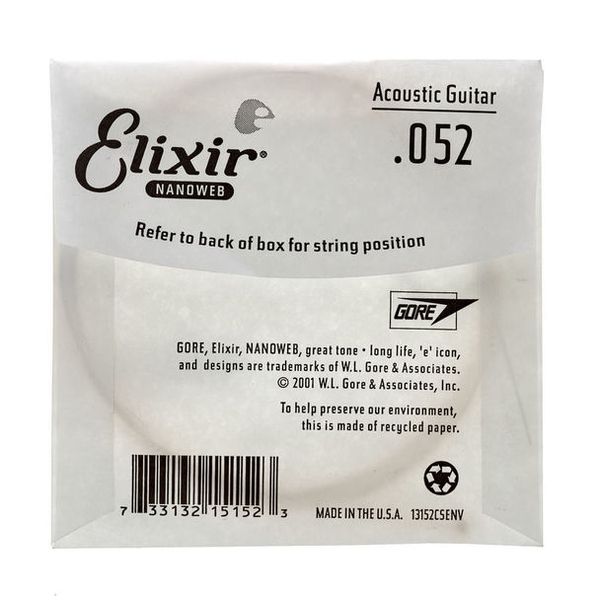 Acoustic Guitar
.052
Elixir®
NANOWEB
Refer to back of box for string position
GORE
GORE, Elixir, NANOWEB, great tone • long life, 'e' icon,
and designs are trademarks of W.L. Gore & Associates.
© 2001 W.L. Gore & Associates, Inc.
To help preserve our environment,
this is made of recycled paper.
7 33132 15152 3
MADE IN THE U.S.A. 13152CSENV